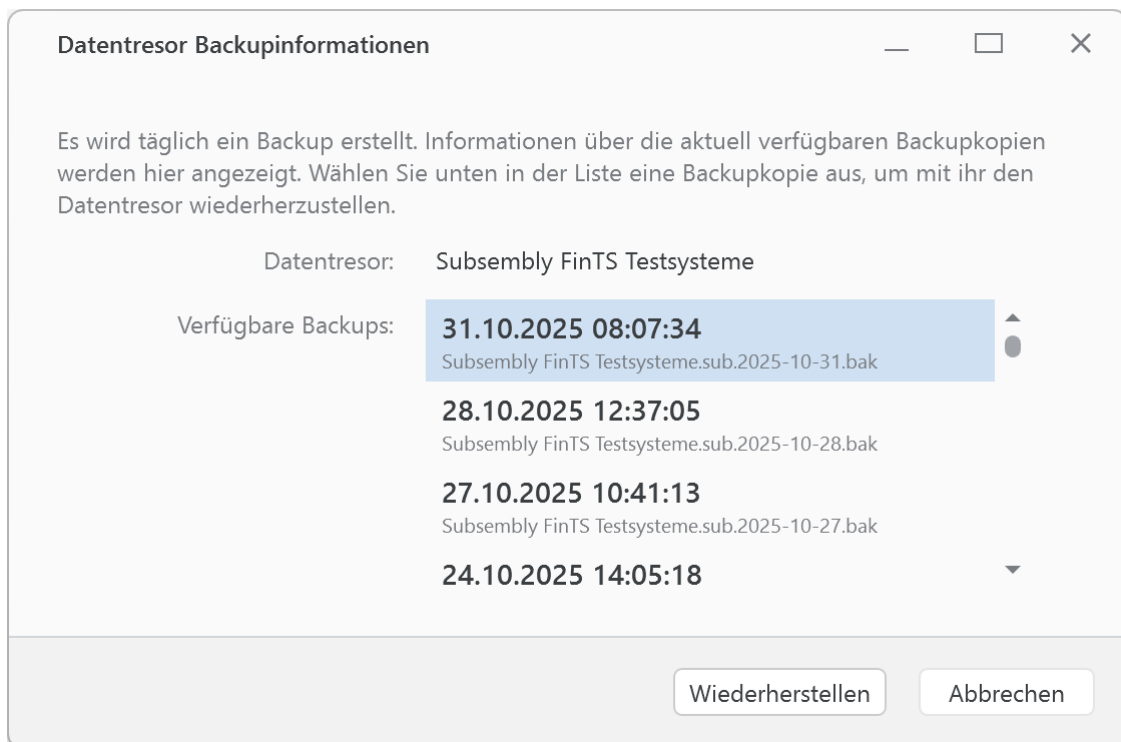 Datentresor Backupinformationen
Es wird täglich ein Backup erstellt. Informationen über die aktuell verfügbaren Backupkopien
werden hier angezeigt. Wählen Sie unten in der Liste eine Backupkopie aus, um mit ihr den
Datentresor wiederherzustellen.
Datentresor: Subsembly FinTS Testsysteme
Verfügbare Backups: 31.10.2025 08:07:34
Subsembly FinTS Testsysteme.sub.2025-10-31.bak
28.10.2025 12:37:05
Subsembly FinTS Testsysteme.sub.2025-10-28.bak
27.10.2025 10:41:13
Subsembly FinTS Testsysteme.sub.2025-10-27.bak
24.10.2025 14:05:18
Wiederherstellen Abbrechen